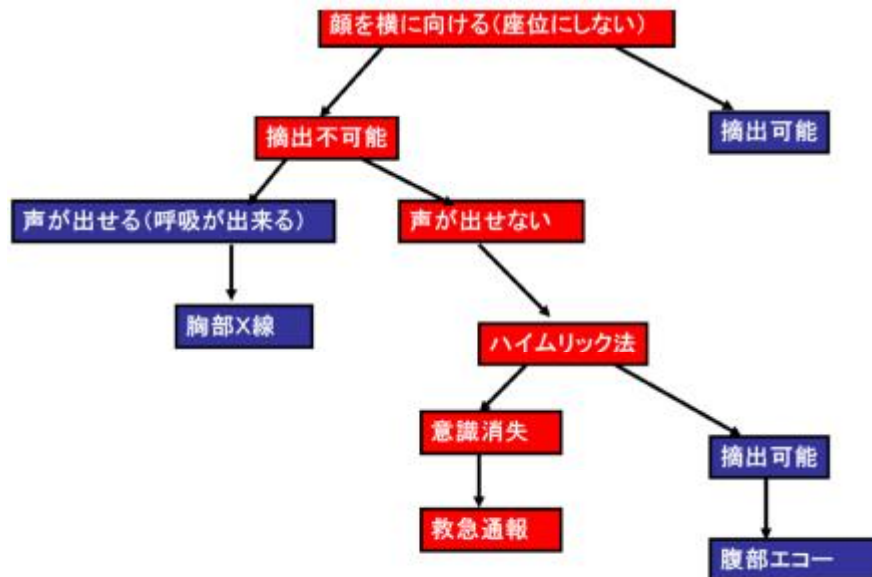 顔を横に向ける(座位にしない)
摘出不可能
摘出可能
声が出せる(呼吸が出来る)
声が出せない
胸部X線
ハイムリック法
意識消失
摘出可能
救急通報
腹部エコー